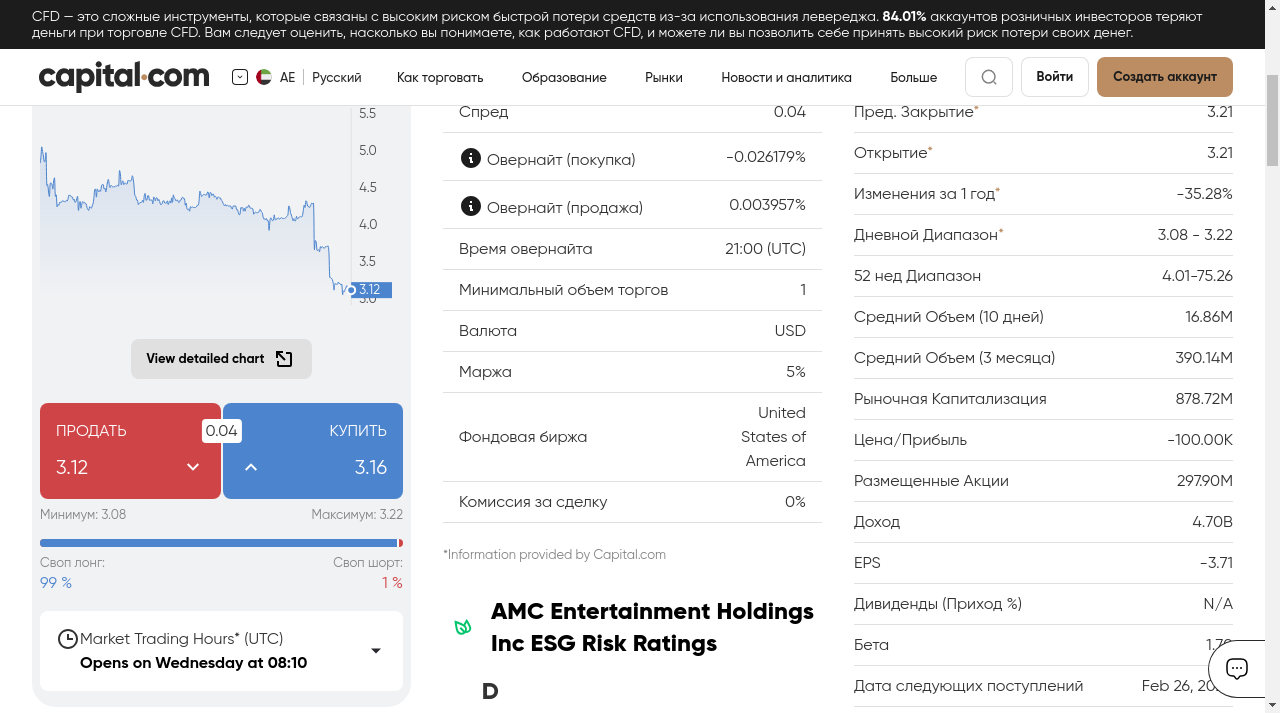 CFD — это сложные инструменты, которые связаны с высоким риском быстрой потери средств из-за использования левереджа. 84.01% аккаунтов розничных инвесторов теряют
деньги при торговле CFD. Вам следует оценить, насколько вы понимаете, как работают CFD, и можете ли вы позволить себе принять высокий риск потери своих денег.
capital.com
AE
Русский
Как торговать
Образование
Рынки
Новости и аналитика
Больше
Войти
Создать аккаунт
5.5
5.0
4.5
4.0
3.5
3.12
3.0
View detailed chart
ПРОДАТЬ
0.04
КУПИТЬ
3.12
3.16
Минимум: 3.08
Максимум: 3.22
Своп лонг:
Своп шорт:
99 %
1 %
Market Trading Hours* (UTC)
Opens on Wednesday at 08:10
Спред 0.04
Овернайт (покупка) -0.026179%
Овернайт (продажа) 0.003957%
Время овернайта 21:00 (UTC)
Минимальный объем торгов 1
Валюта USD
Маржа 5%
Фондовая биржа United
States of
America
Комиссия за сделку 0%
*Information provided by Capital.com
AMC Entertainment Holdings
Inc ESG Risk Ratings
D
Пред. Закрытие* 3.21
Открытие* 3.21
Изменения за 1 год* -35.28%
Дневной Диапазон* 3.08 - 3.22
52 нед Диапазон 4.01-75.26
Средний Объем (10 дней) 16.86M
Средний Объем (3 месяца) 390.14M
Рыночная Капитализация 878.72M
Цена/Прибыль -100.00K
Размещенные Акции 297.90M
Доход 4.70B
EPS -3.71
Дивиденды (Приход %) N/A
Бета
Дата следующих поступлений Feb 26,